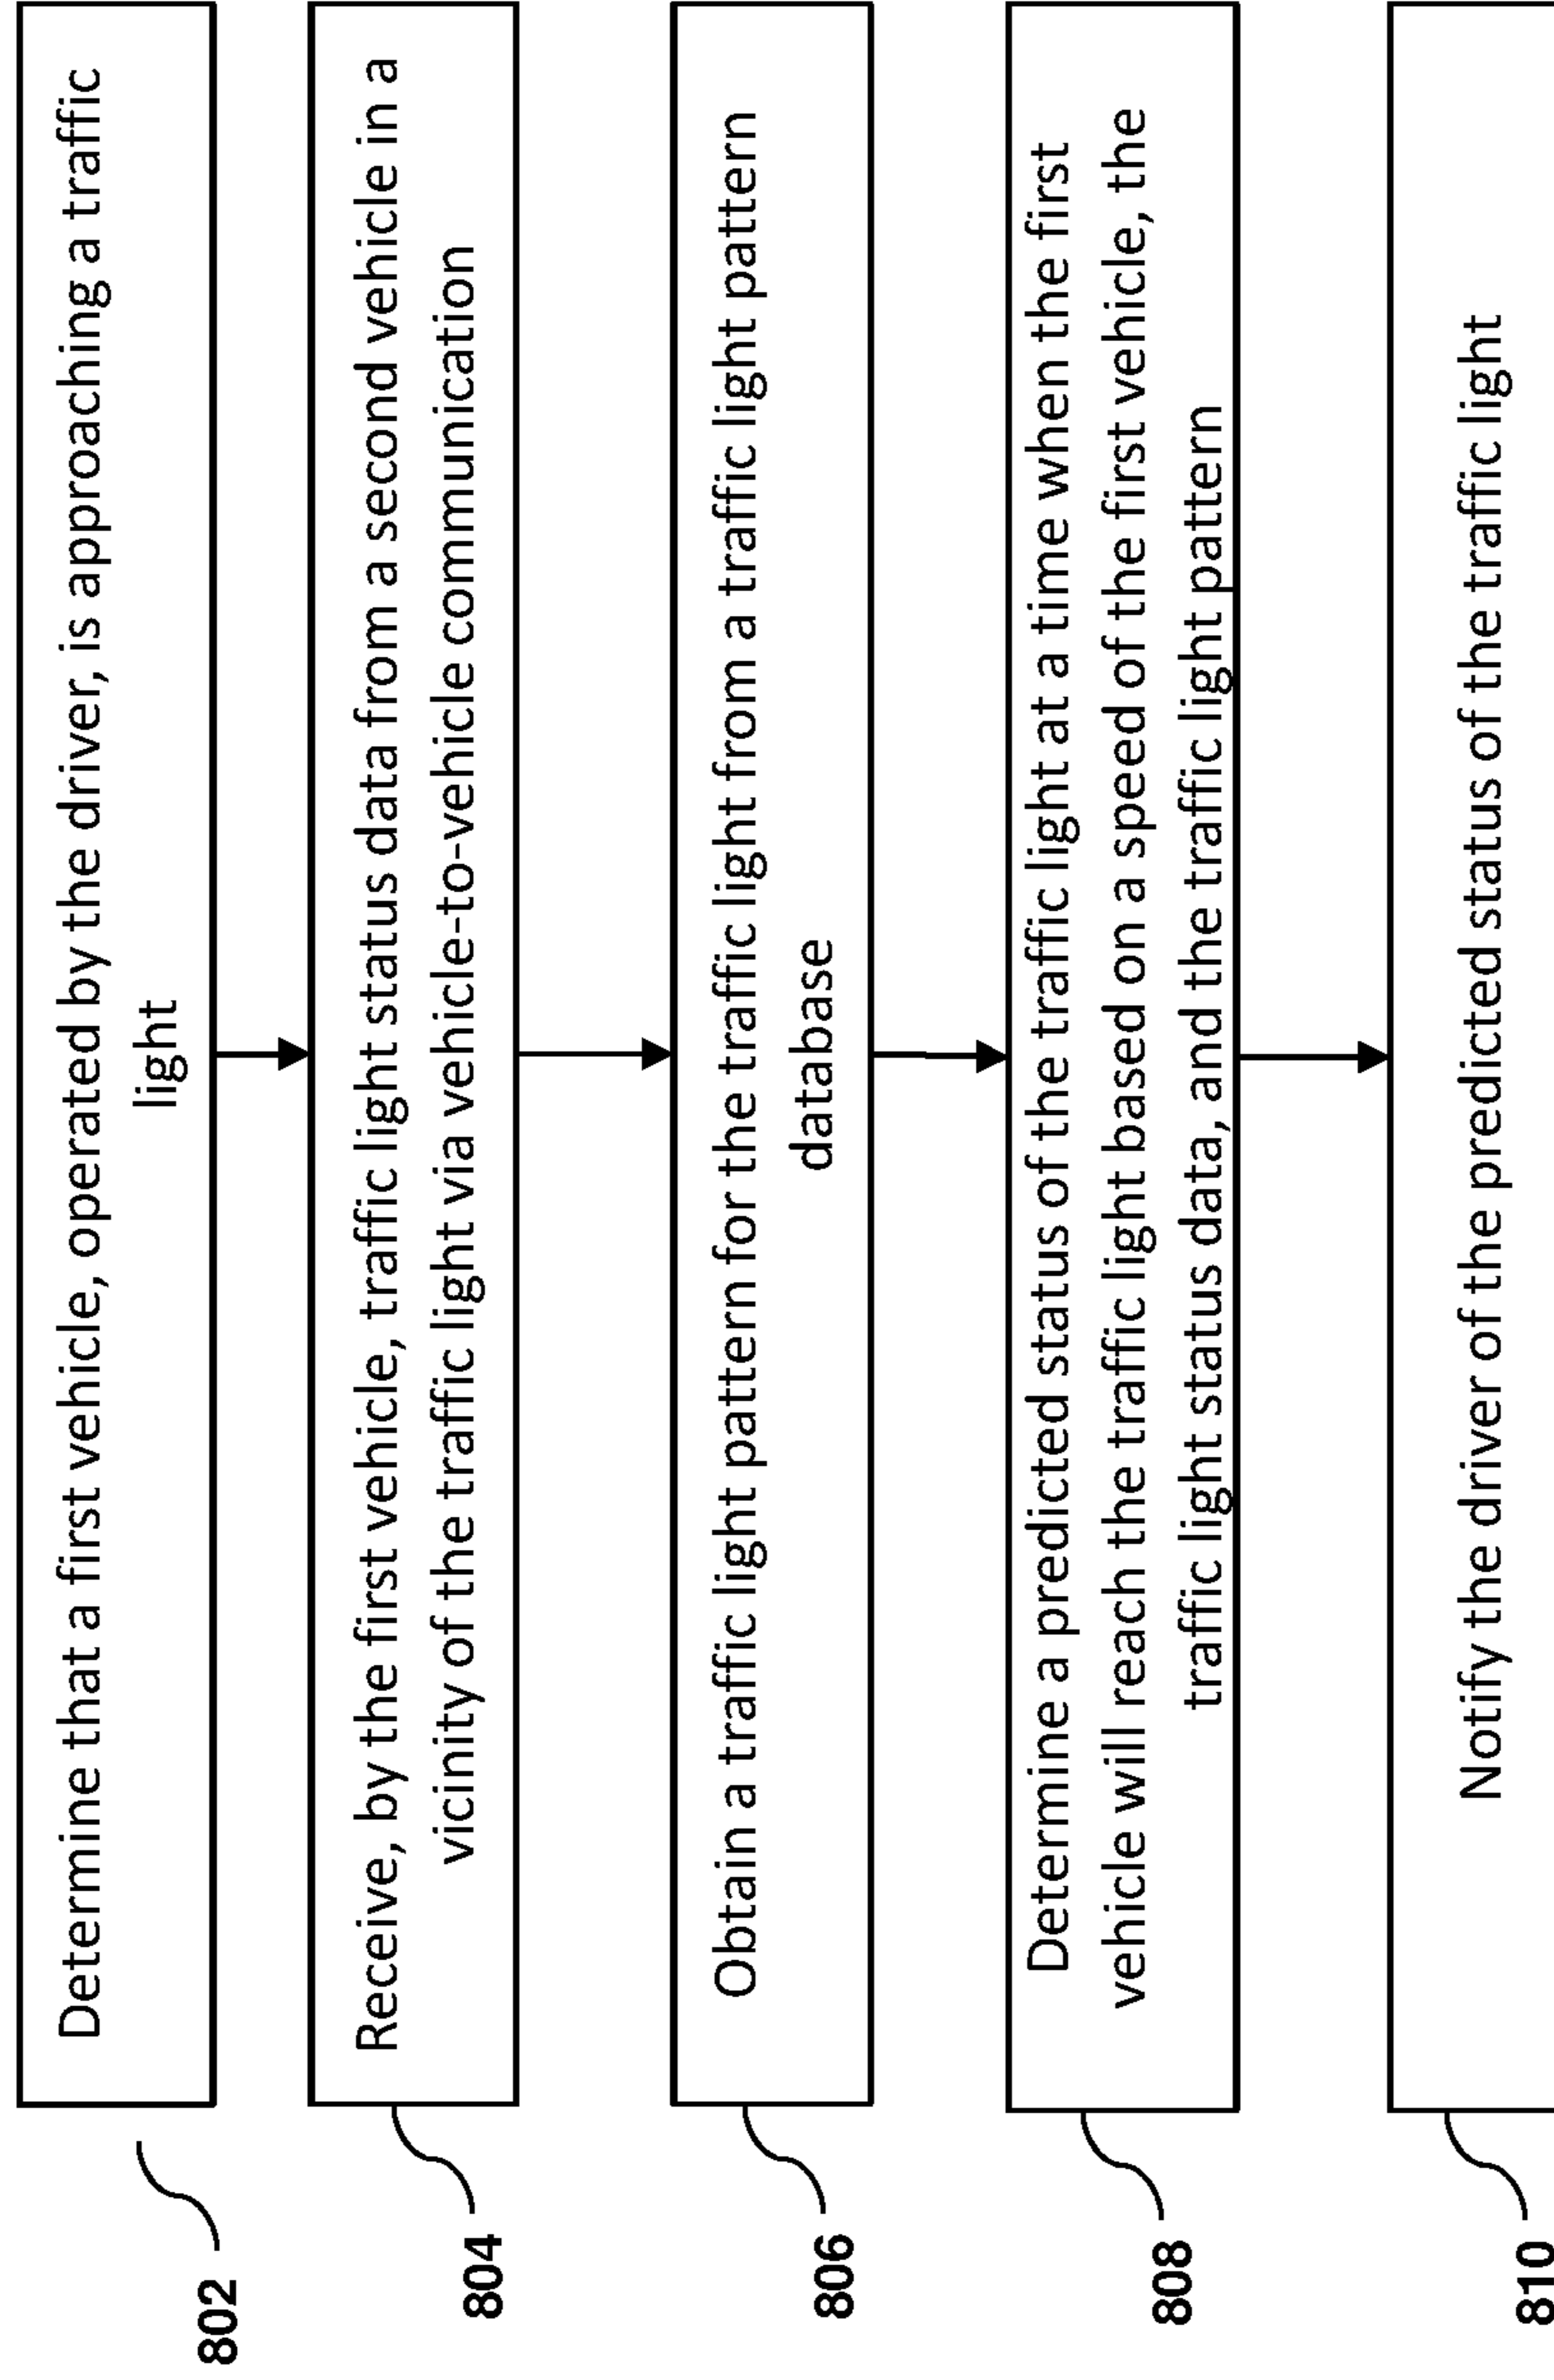 802
Determine that a first vehicle, operated by the driver, is approaching a traffic
light
804
Receive, by the first vehicle, traffic light status data from a second vehicle in a
vicinity of the traffic light via vehicle-to-vehicle communication
806
Obtain a traffic light pattern for the traffic light from a traffic light pattern
database
808
Determine a predicted status of the traffic light at a time when the first
vehicle will reach the traffic light based on a speed of the first vehicle, the
traffic light status data, and the traffic light pattern
810
Notify the driver of the predicted status of the traffic light